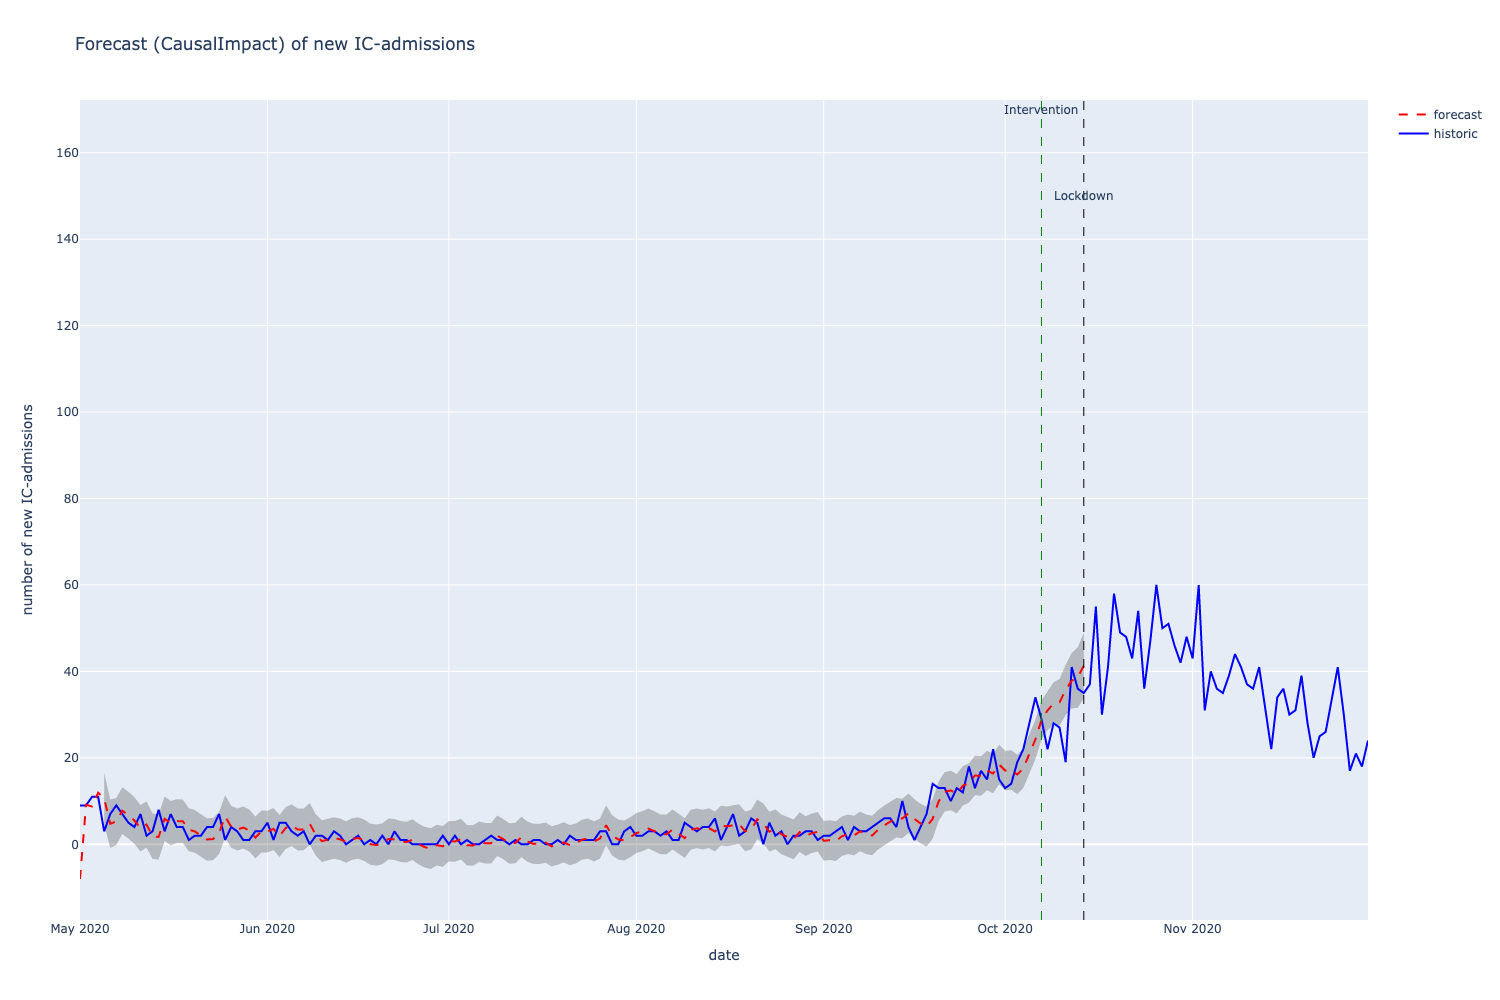 Forecast (CausalImpact) of new IC-admissions
Intervention
Lockdown
forecast
historic
160
140
120
100
80
60
40
20
0
number of new IC-admissions
May 2020
Jun 2020
Jul 2020
Aug 2020
Sep 2020
Oct 2020
Nov 2020
date